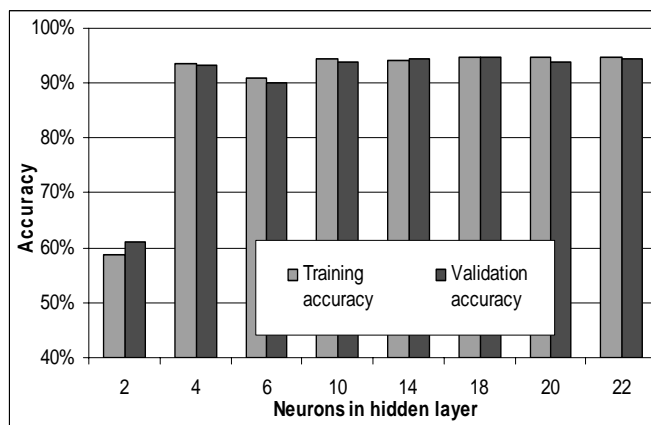 100%
90%
80%
70%
60%
50%
40%
Accuracy
Training accuracy
Validation accuracy
2 4 6 10 14 18 20 22
Neurons in hidden layer